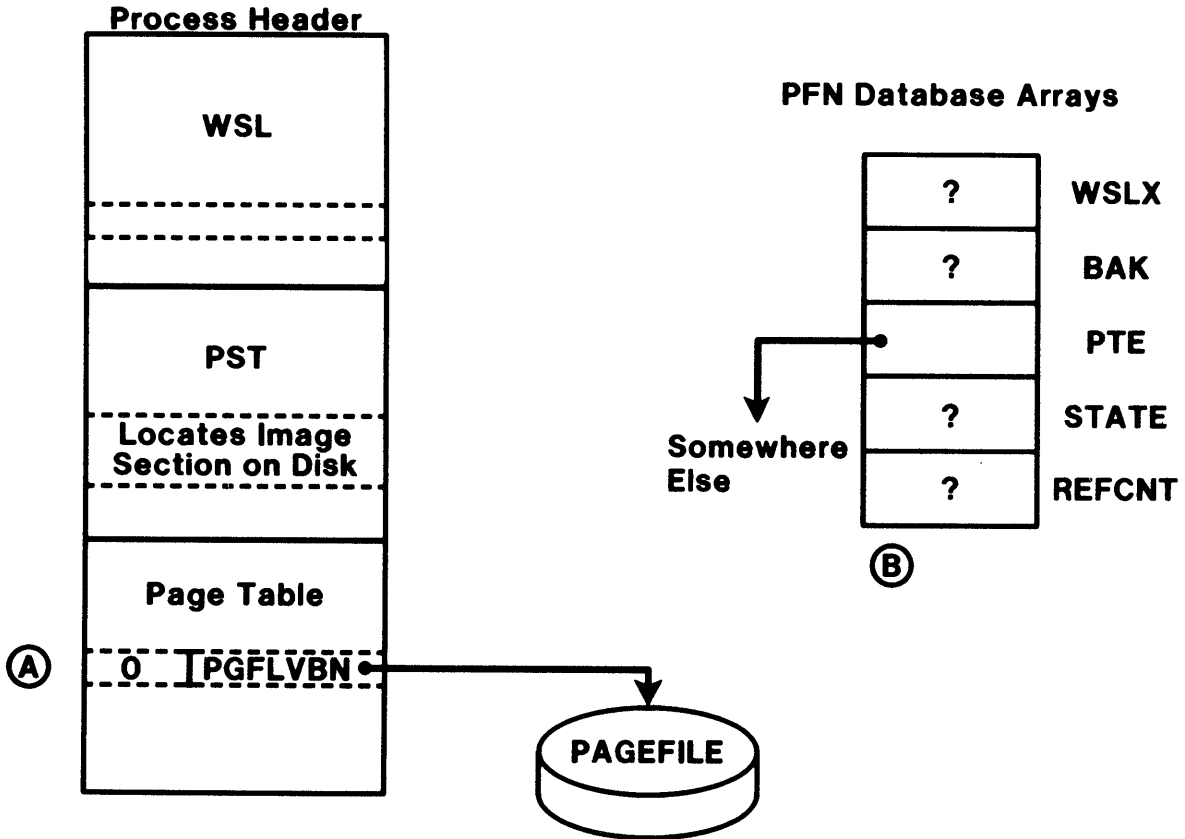 Process Header
WSL
PST
Locates Image
Section on Disk
Page Table
A
0 PGFLVBN
PAGEFILE
PFN Database Arrays
? WSLX
? BAK
PTE
? STATE
? REFCNT
Somewhere
Else
B